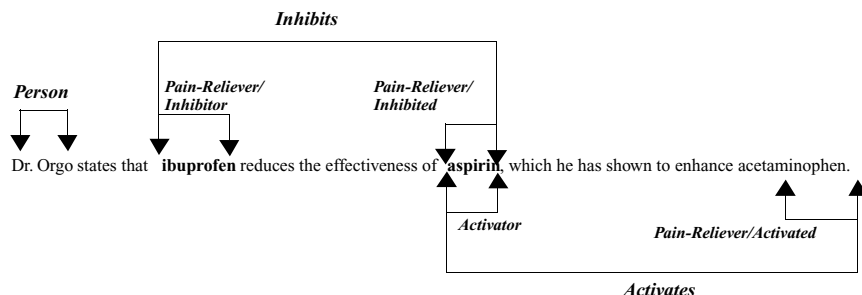 Inhibits
Person
Pain-Reliever/
Inhibitor
Pain-Reliever/
Inhibited
Dr. Orgo states that ibuprofen reduces the effectiveness of aspirin, which he has shown to enhance acetaminophen.
Activator
Pain-Reliever/Activated
Activates